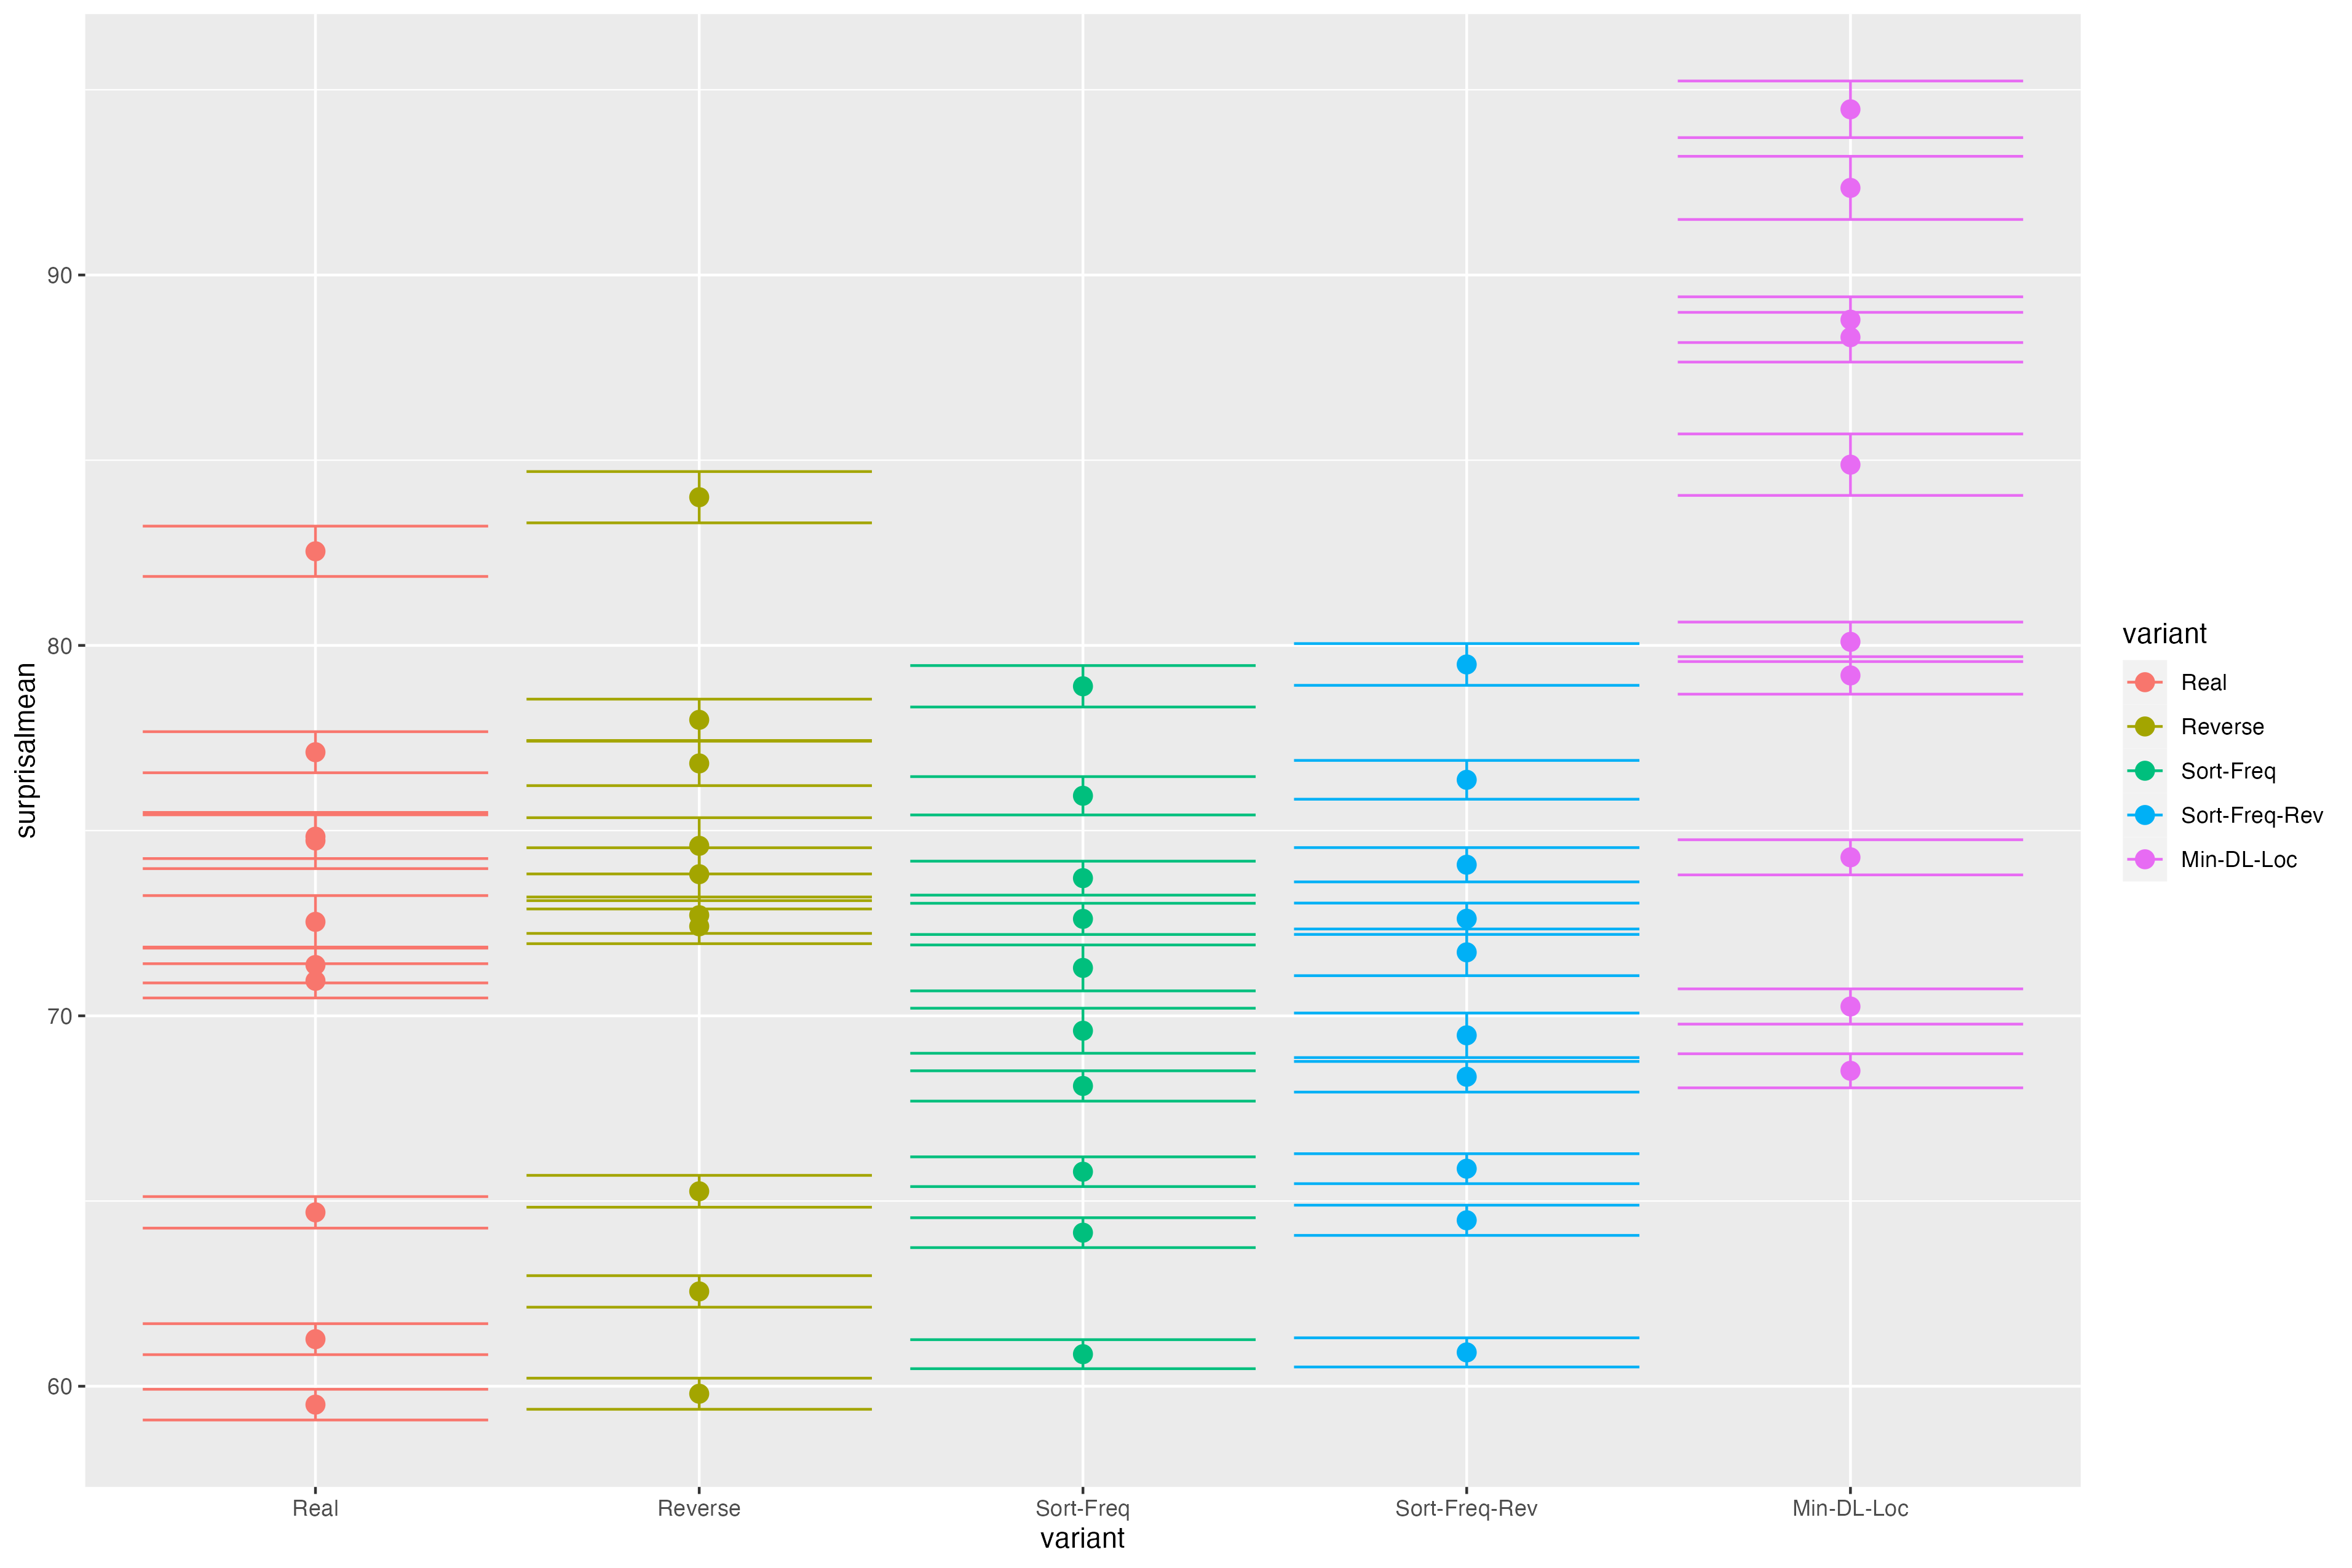 surprisalmean
90
80
70
60
Real Reverse Sort-Freq Sort-Freq-Rev Min-DL-Loc
variant
variant
Real
Reverse
Sort-Freq
Sort-Freq-Rev
Min-DL-Loc